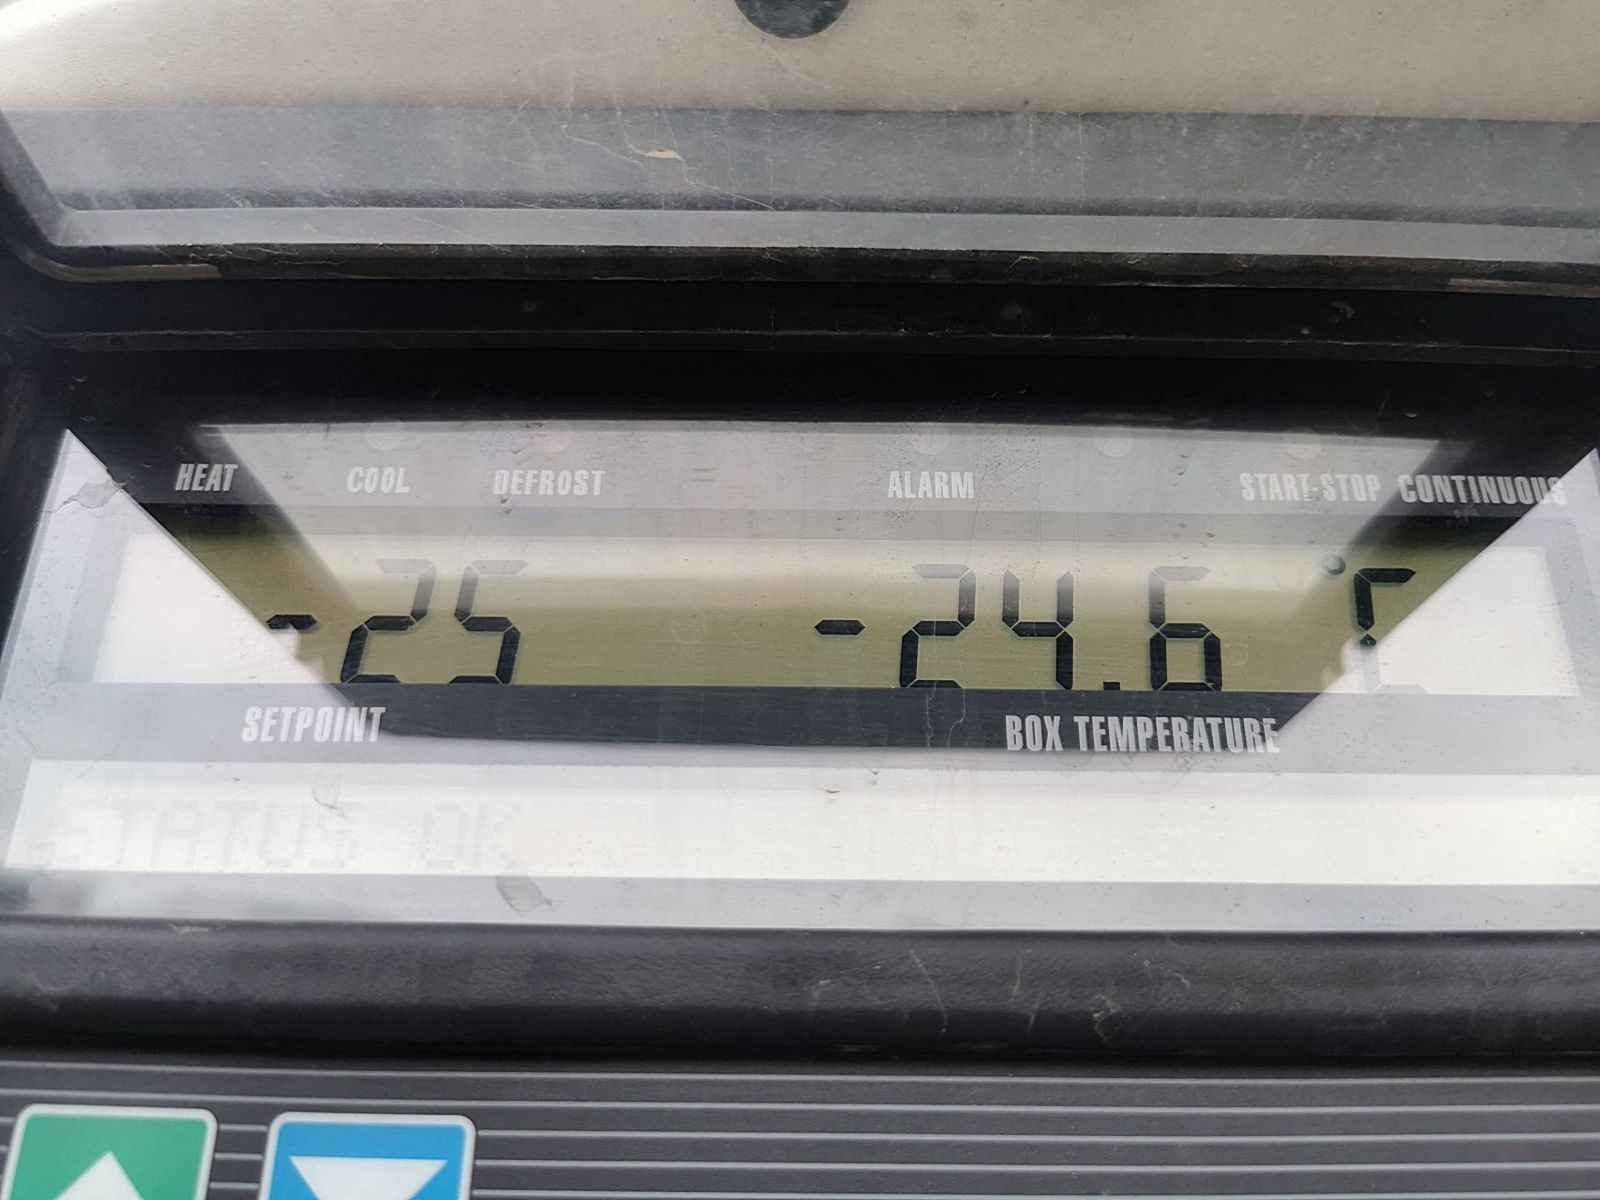 HEAT COOL DEFROST ALARM START-STOP CONTINUOUS
-25 -24.6 °C
SETPOINT BOX TEMPERATURE
STATUS OK